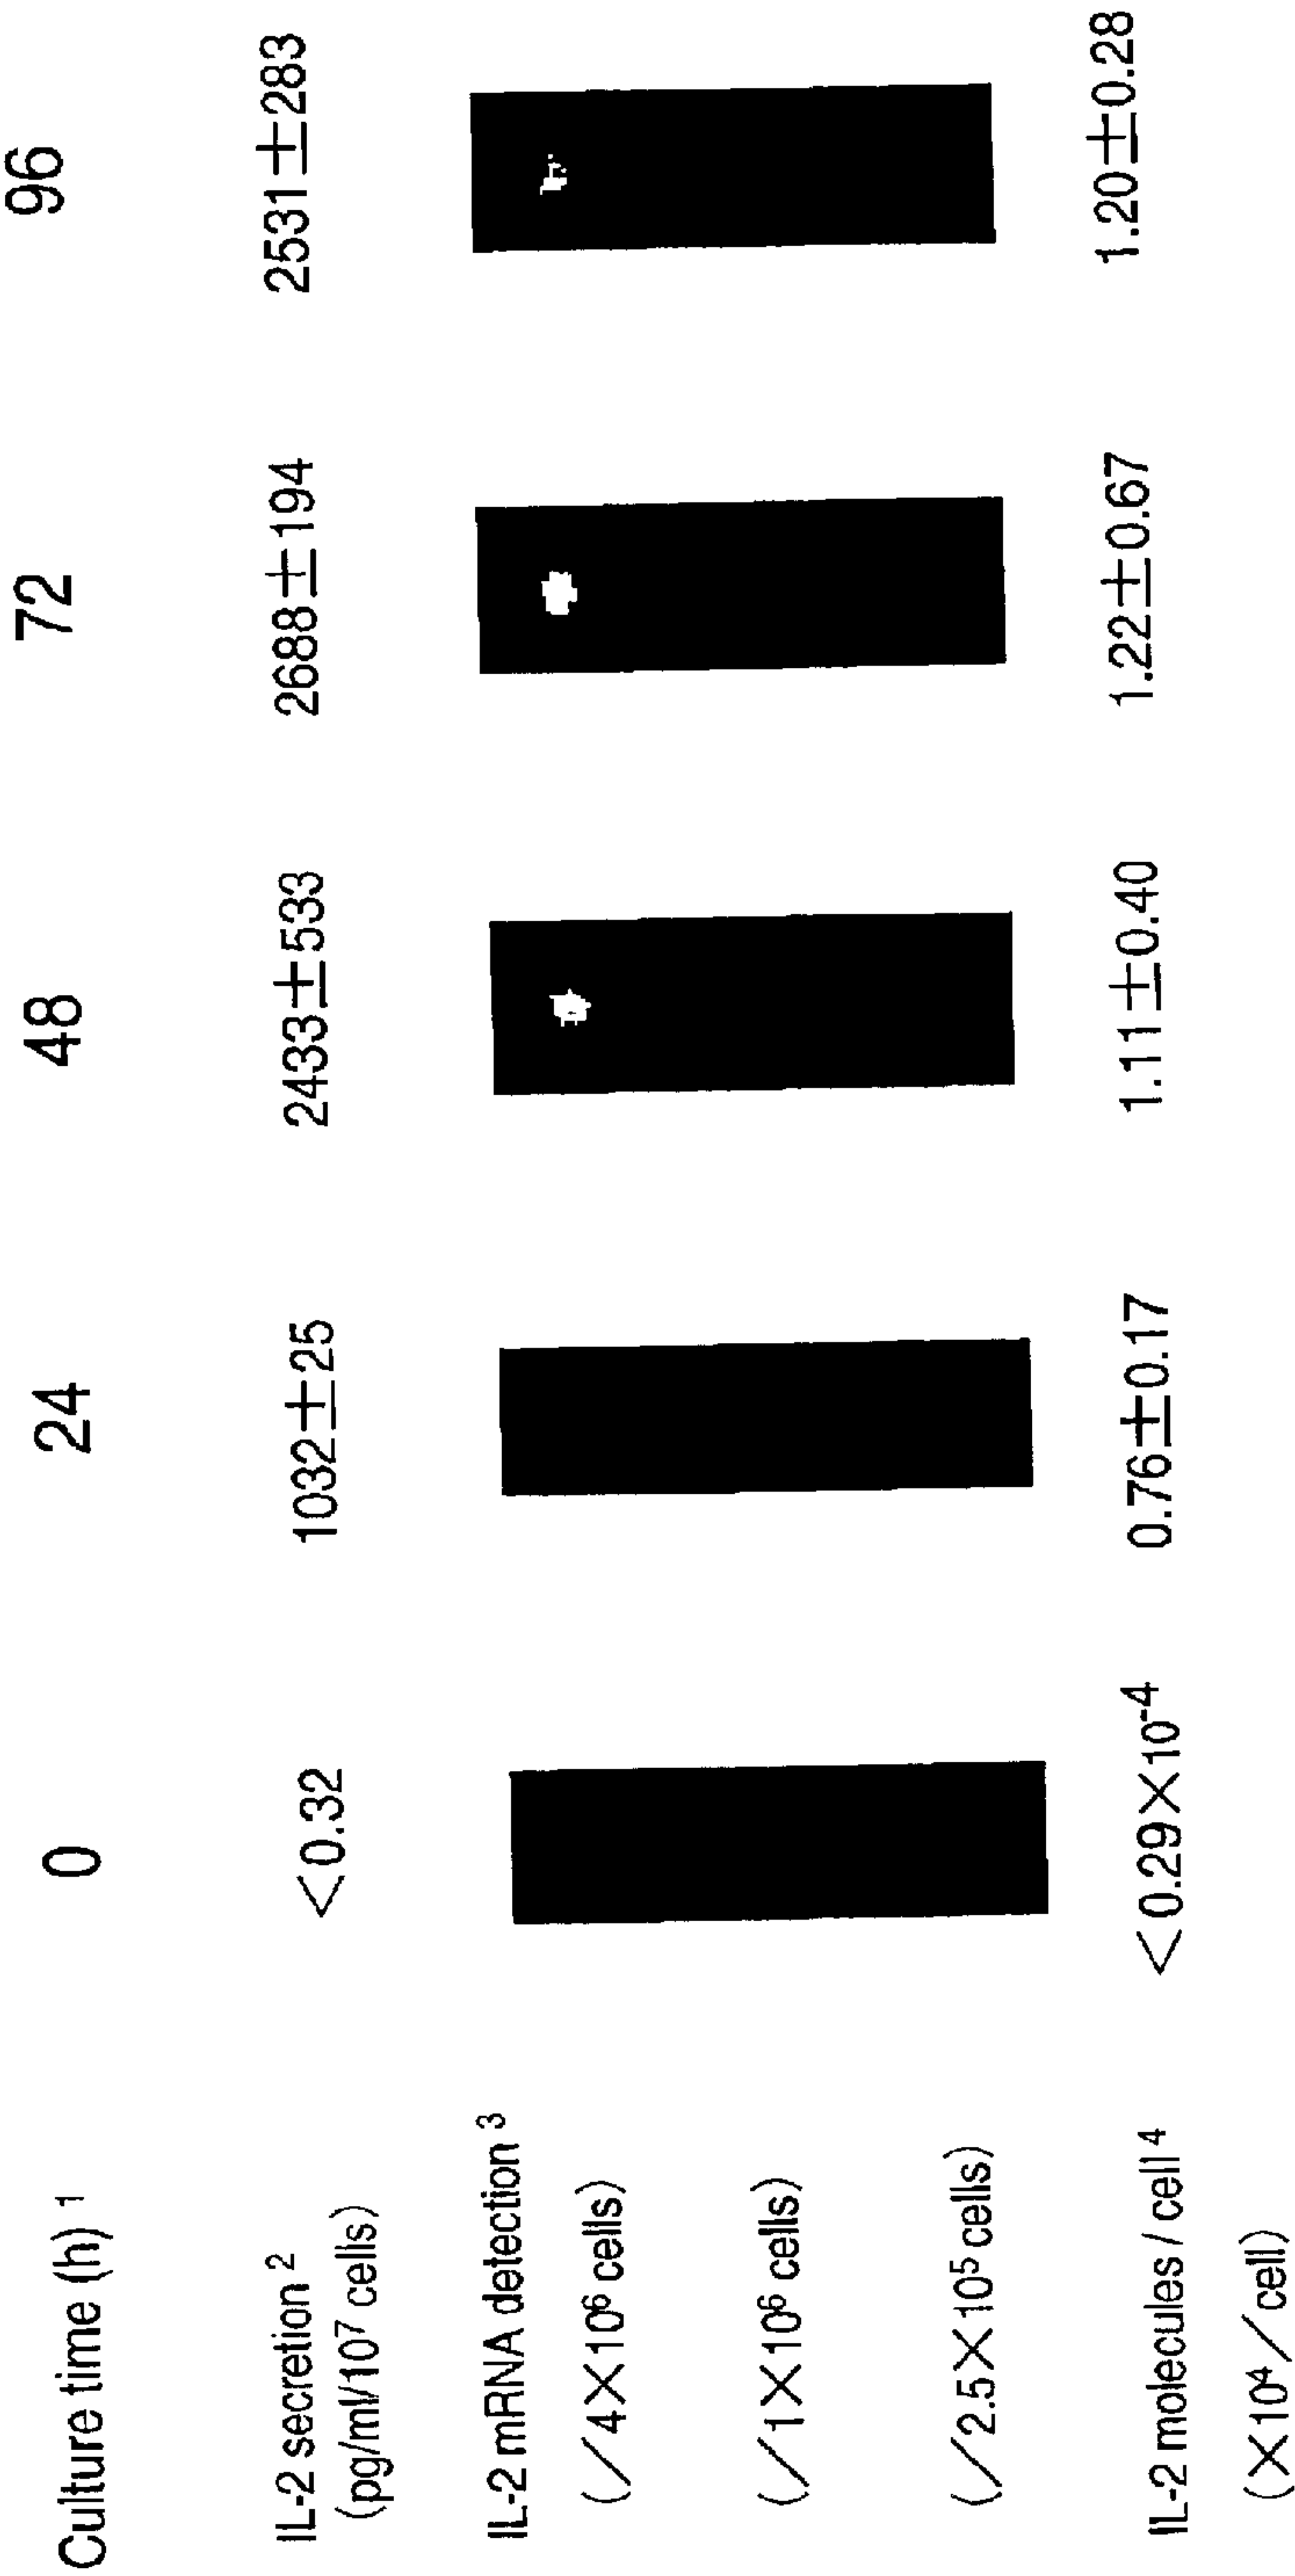 Culture time (h) 1 0 24 48 72 96
IL-2 secretion 2 <0.32 1032±25 2433±533 2688±194 2531±283
(pg/ml/10⁷ cells)
IL-2 mRNA detection 3
(/4×10⁶ cells)
(/1×10⁶ cells)
(/2.5×10⁵ cells)
IL-2 molecules / cell 4 <0.29×10⁻⁴ 0.76±0.17 1.11±0.40 1.22±0.67 1.20±0.28
(×10⁴/cell)